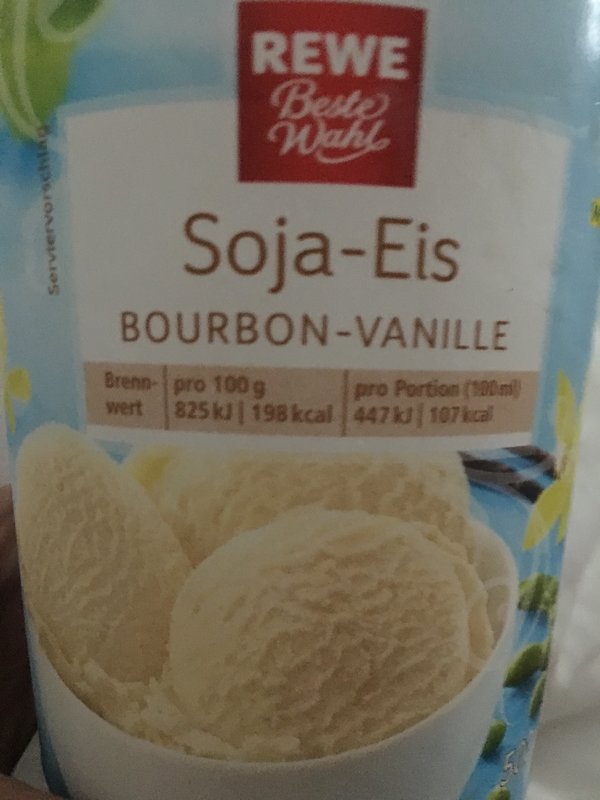 REWE
Beste
Wahl
Serviervorschlag
Soja-Eis
BOURBON-VANILLE
Brenn-
wert
pro 100 g
825 kJ | 198 kcal
pro Portion (100 ml)
447 kJ | 107 kcal